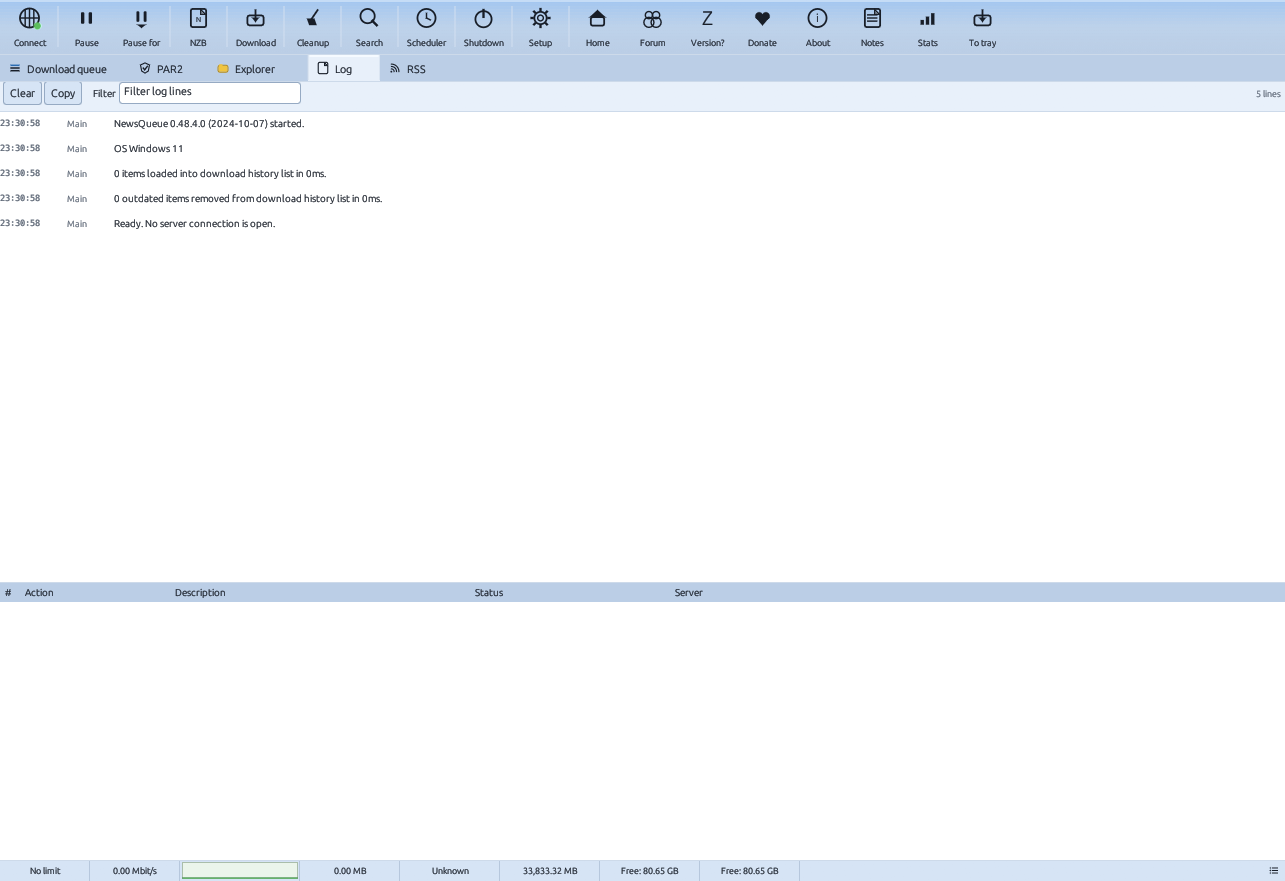 Connect Pause Pause for NZB Download Cleanup Search Scheduler Shutdown Setup Home Forum Version? Donate About Notes Stats To tray
Download queue PAR2 Explorer Log RSS
Clear Copy Filter Filter log lines 5 lines
23:30:58 Main NewsQueue 0.48.4.0 (2024-10-07) started.
23:30:58 Main OS Windows 11
23:30:58 Main 0 items loaded into download history list in 0ms.
23:30:58 Main 0 outdated items removed from download history list in 0ms.
23:30:58 Main Ready. No server connection is open.
# Action Description Status Server
No limit 0.00 Mbit/s 0.00 MB Unknown 33,833.32 MB Free: 80.65 GB Free: 80.65 GB